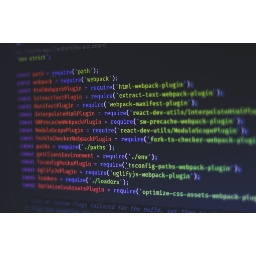 const path = require('path');
const webpack = require('webpack');
const HtmlWebpackPlugin = require('html-webpack-plugin');
const ExtractTextPlugin = require('extract-text-webpack-plugin');
const ManifestPlugin = require('webpack-manifest-plugin');
const InterpolateHtmlPlugin = require('react-dev-utils/InterpolateHtmlPlu
const SWPrecacheWebpackPlugin = require('sw-precache-webpack-plugin');
const ModuleScopePlugin = require('react-dev-utils/ModuleScopePlugin');
const ForkTsCheckerWebpackPlugin = require('fork-ts-checker-webpack-plugin
const paths = require('./paths');
const getClientEnvironment = require('./env');
const TsconfigPathsPlugin = require('tsconfig-paths-webpack-plugin');
const UglifyJsPlugin = require('uglifyjs-webpack-plugin');
const loaders = require('./loaders');
const OptimizeCssAssetsPlugin = require('optimize-css-assets-webpack-plugin